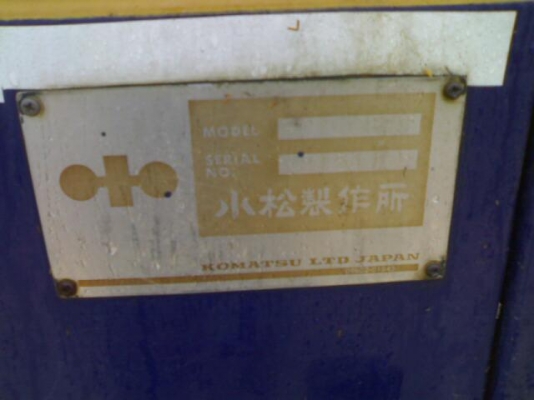 MODEL
SERIAL
NO.
小松製作所
KOMATSU LTD JAPAN